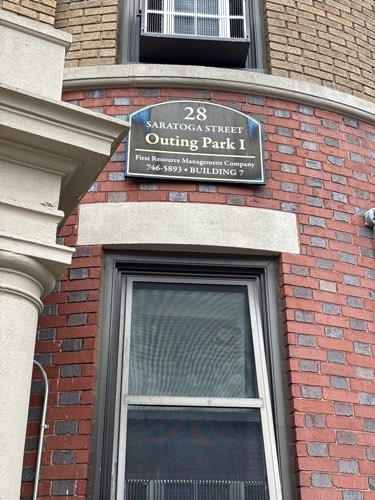 28
SARATOGA STREET
Outing Park I
First Resource Management Company
746-5893 • BUILDING 7